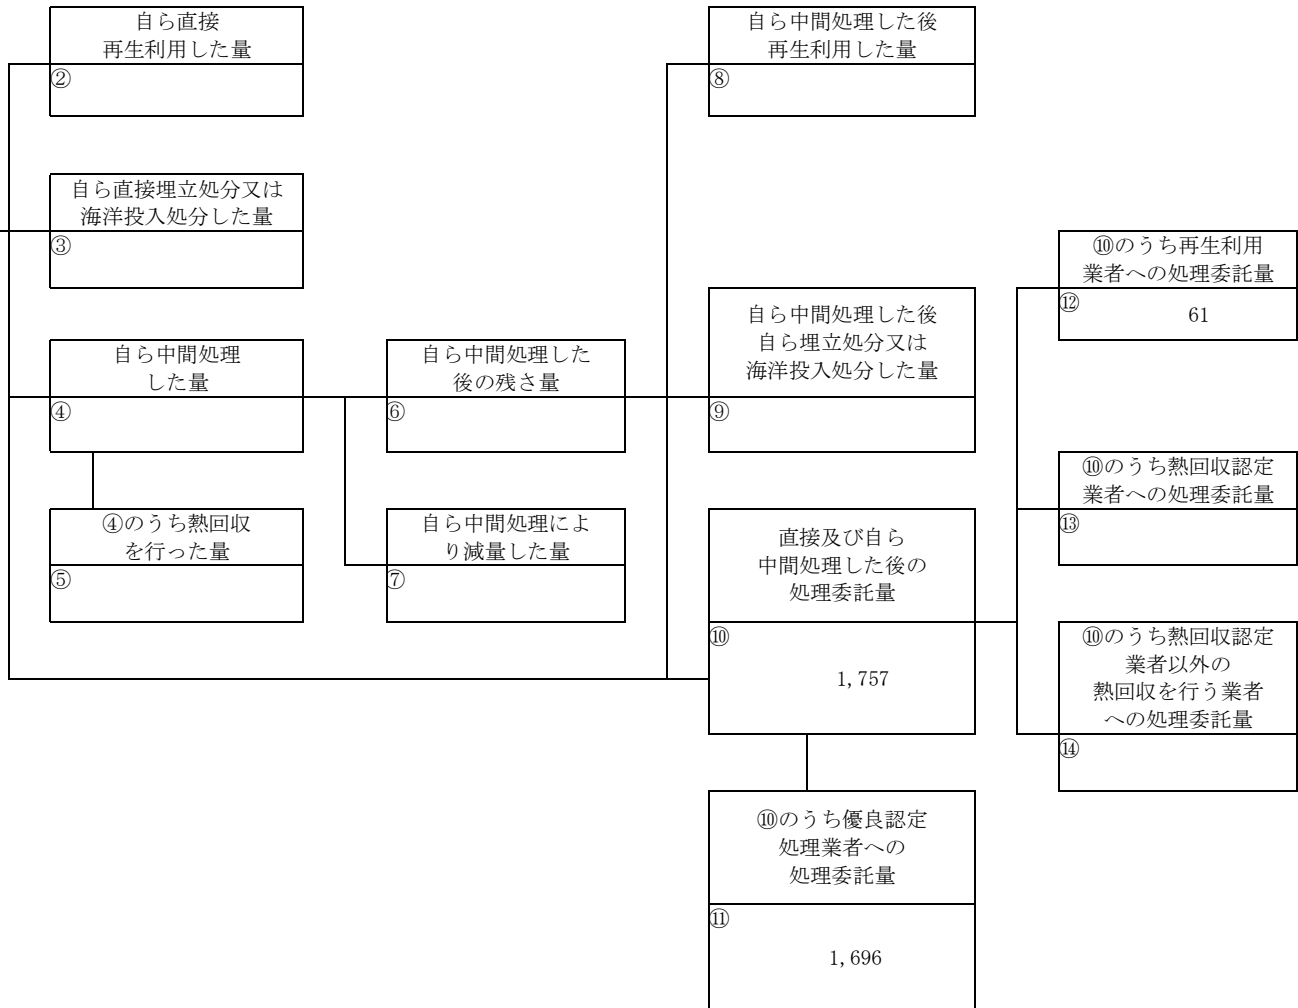 自ら直接
再生利用した量
②
自ら中間処理した後
再生利用した量
⑧
自ら直接埋立処分又は
海洋投入処分した量
③
⑩のうち再生利用
業者への処理委託量
⑫
61
自ら中間処理した後
自ら埋立処分又は
海洋投入処分した量
⑨
自ら中間処理
した量
④
自ら中間処理した
後の残さ量
⑥
⑩のうち熱回収認定
業者への処理委託量
⑬
④のうち熱回収
を行った量
⑤
自ら中間処理によ
り減量した量
⑦
直接及び自ら
中間処理した後の
処理委託量
⑩
1,757
⑩のうち熱回収認定
業者以外の
熱回収を行う業者
への処理委託量
⑭
⑩のうち優良認定
処理業者への
処理委託量
⑪
1,696